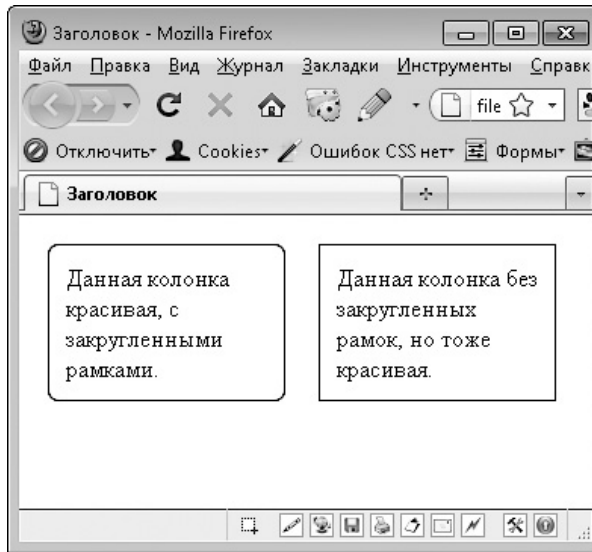 Заголовок - Mozilla Firefox
Файл Правка Вид Журнал Закладки Инструменты Справк
file
Отключить Cookies Ошибок CSS нет Формы
Заголовок
Данная колонка
красивая, с
закругленными
рамками.
Данная колонка без
закругленных
рамок, но тоже
красивая.